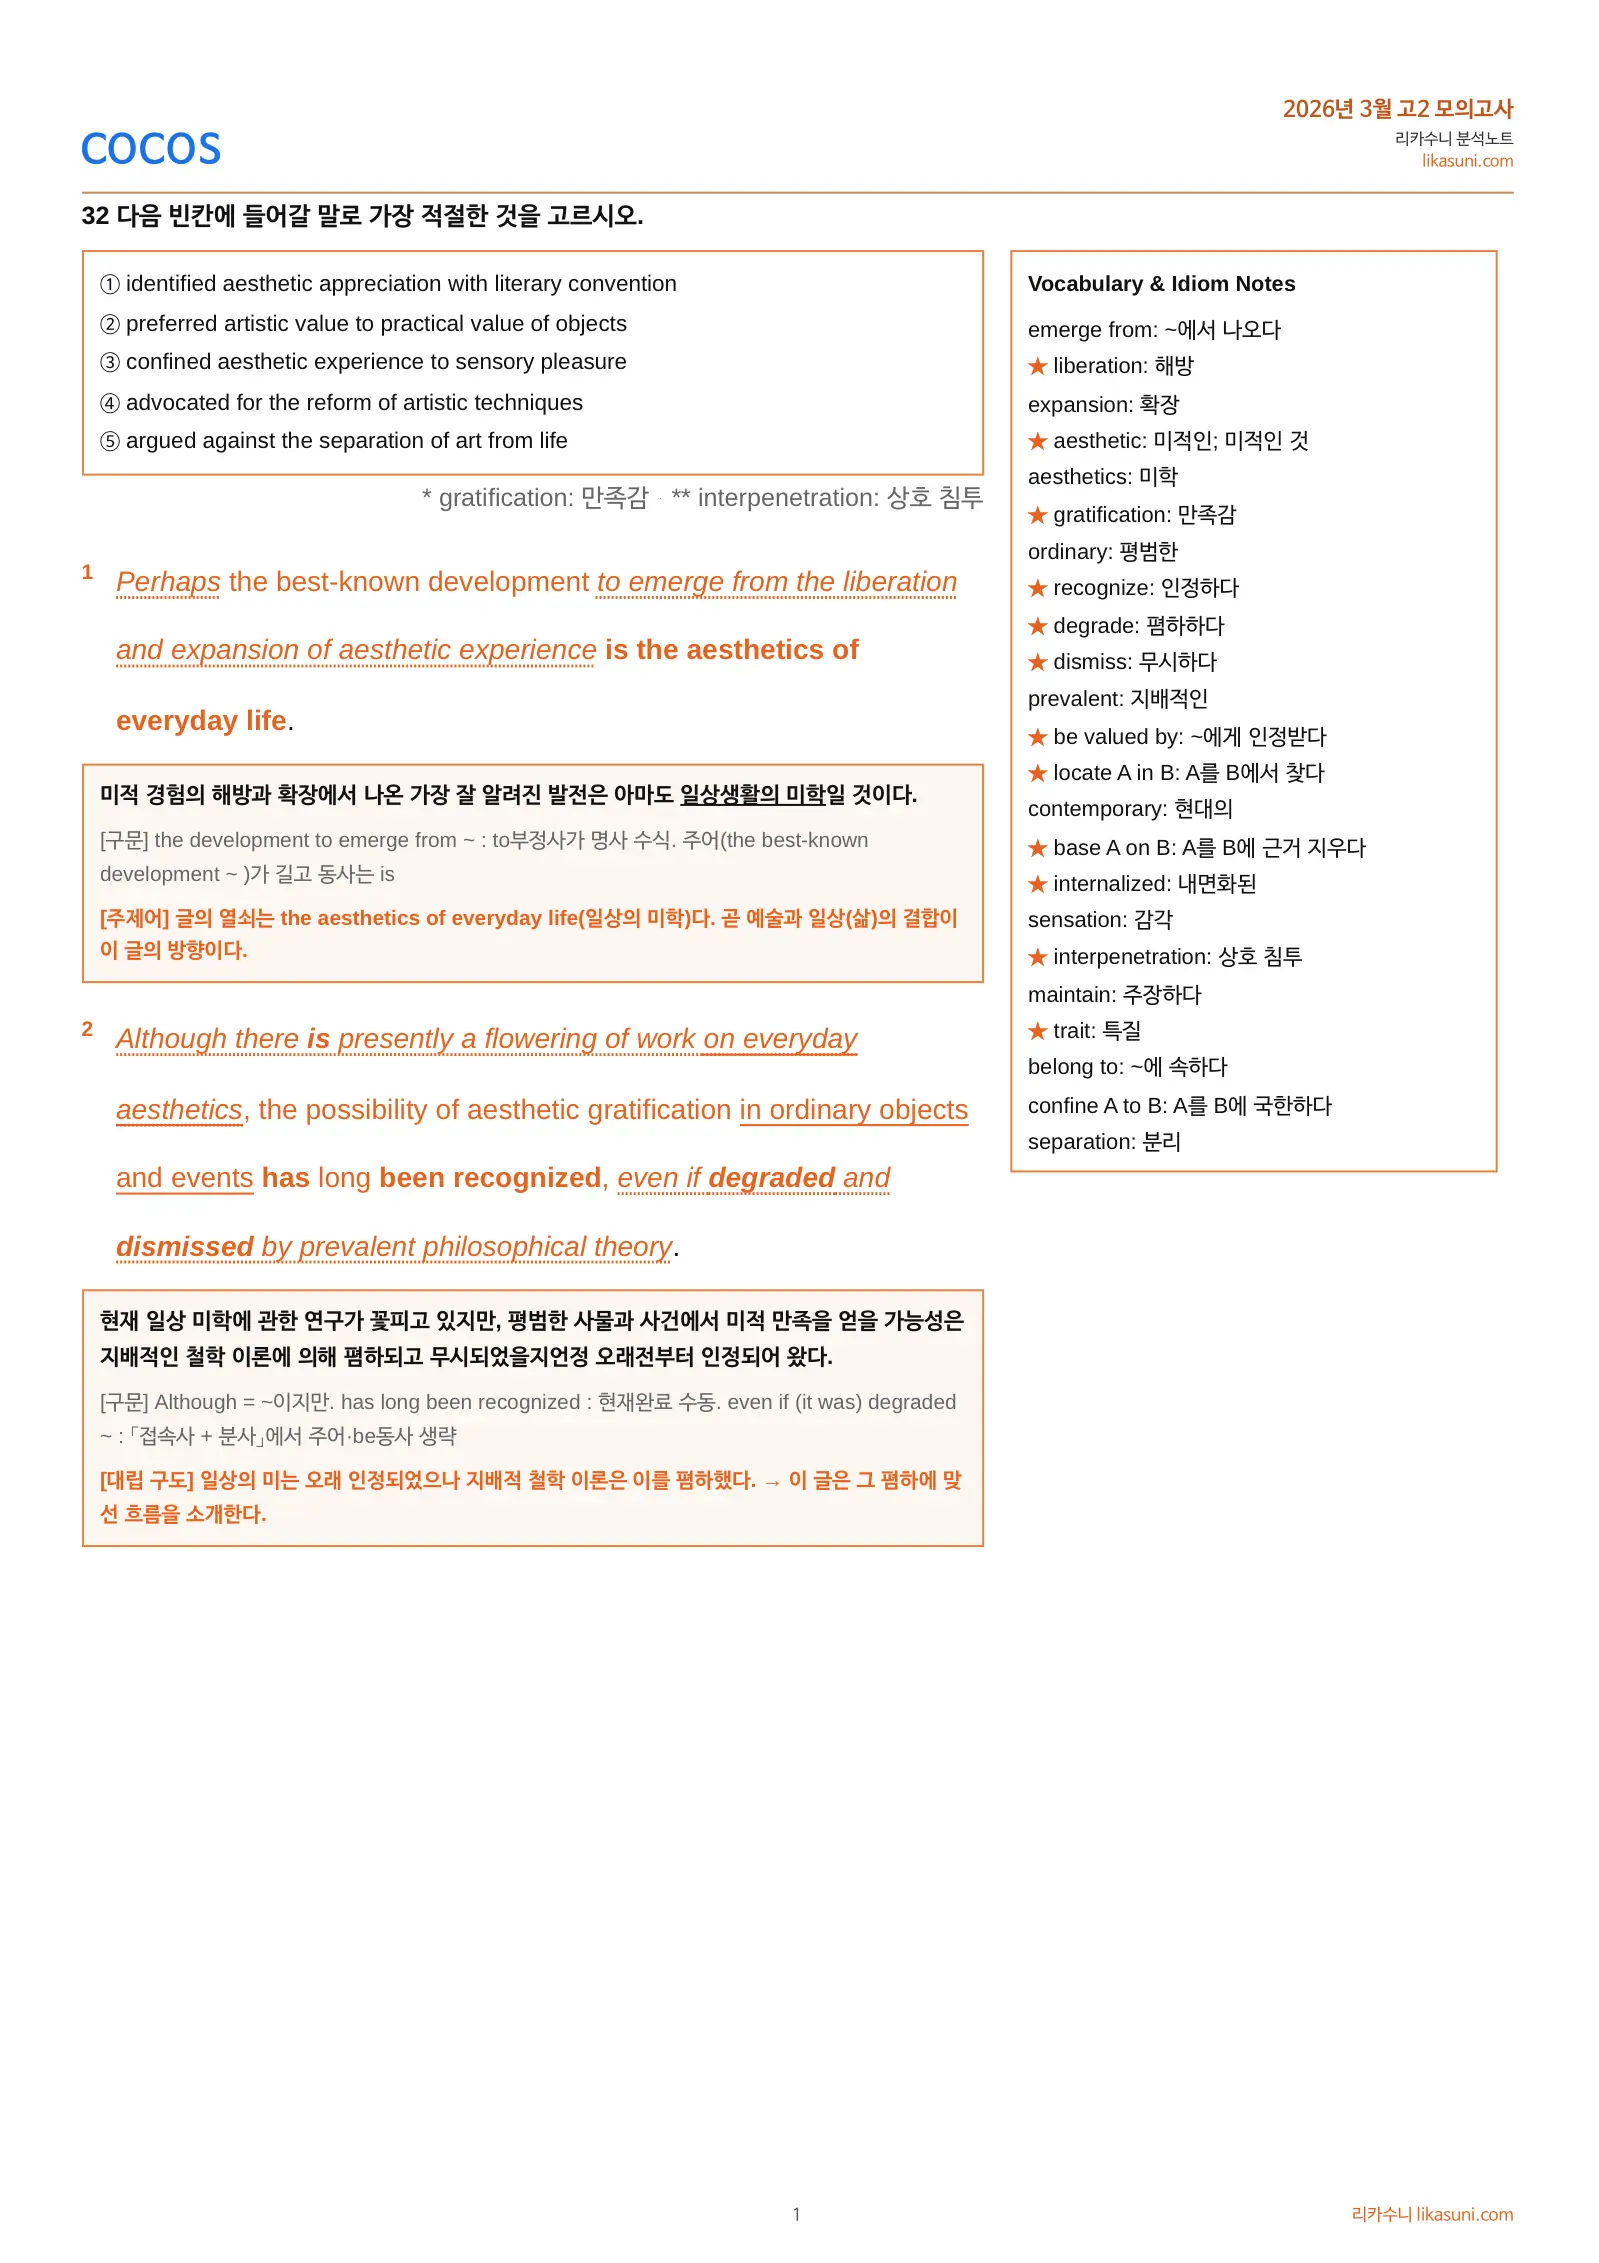 cocos
2026년 3월 고2 모의고사
리카수니 분석노트
likasuni.com
32 다음 빈칸에 들어갈 말로 가장 적절한 것을 고르시오.
① identified aesthetic appreciation with literary convention
② preferred artistic value to practical value of objects
③ confined aesthetic experience to sensory pleasure
④ advocated for the reform of artistic techniques
⑤ argued against the separation of art from life
* gratification: 만족감 · ** interpenetration: 상호 침투
1 Perhaps the best-known development to emerge from the liberation
and expansion of aesthetic experience is the aesthetics of
everyday life.
미적 경험의 해방과 확장에서 나온 가장 잘 알려진 발전은 아마도 일상생활의 미학일 것이다.
[구문] the development to emerge from ~ : to부정사가 명사 수식. 주어(the best-known
development ~ )가 길고 동사는 is
[주제어] 글의 열쇠는 the aesthetics of everyday life(일상의 미학)다. 곧 예술과 일상(삶)의 결합이
이 글의 방향이다.
2 Although there is presently a flowering of work on everyday
aesthetics, the possibility of aesthetic gratification in ordinary objects
and events has long been recognized, even if degraded and
dismissed by prevalent philosophical theory.
현재 일상 미학에 관한 연구가 꽃피고 있지만, 평범한 사물과 사건에서 미적 만족을 얻을 가능성은
지배적인 철학 이론에 의해 폄하되고 무시되었을지언정 오래전부터 인정되어 왔다.
[구문] Although = ~이지만. has long been recognized : 현재완료 수동. even if (it was) degraded
~ :「접속사 + 분사」에서 주어·be동사 생략
[대립 구도] 일상의 미는 오래 인정되었으나 지배적 철학 이론은 이를 폄하했다. → 이 글은 그 폄하에 맞
선 흐름을 소개한다.
Vocabulary & Idiom Notes
emerge from: ~에서 나오다
★ liberation: 해방
expansion: 확장
★ aesthetic: 미적인; 미적인 것
aesthetics: 미학
★ gratification: 만족감
ordinary: 평범한
★ recognize: 인정하다
★ degrade: 폄하하다
★ dismiss: 무시하다
prevalent: 지배적인
★ be valued by: ~에게 인정받다
★ locate A in B: A를 B에서 찾다
contemporary: 현대의
★ base A on B: A를 B에 근거 지우다
★ internalized: 내면화된
sensation: 감각
★ interpenetration: 상호 침투
maintain: 주장하다
★ trait: 특질
belong to: ~에 속하다
confine A to B: A를 B에 국한하다
separation: 분리
1
리카수니 likasuni.com